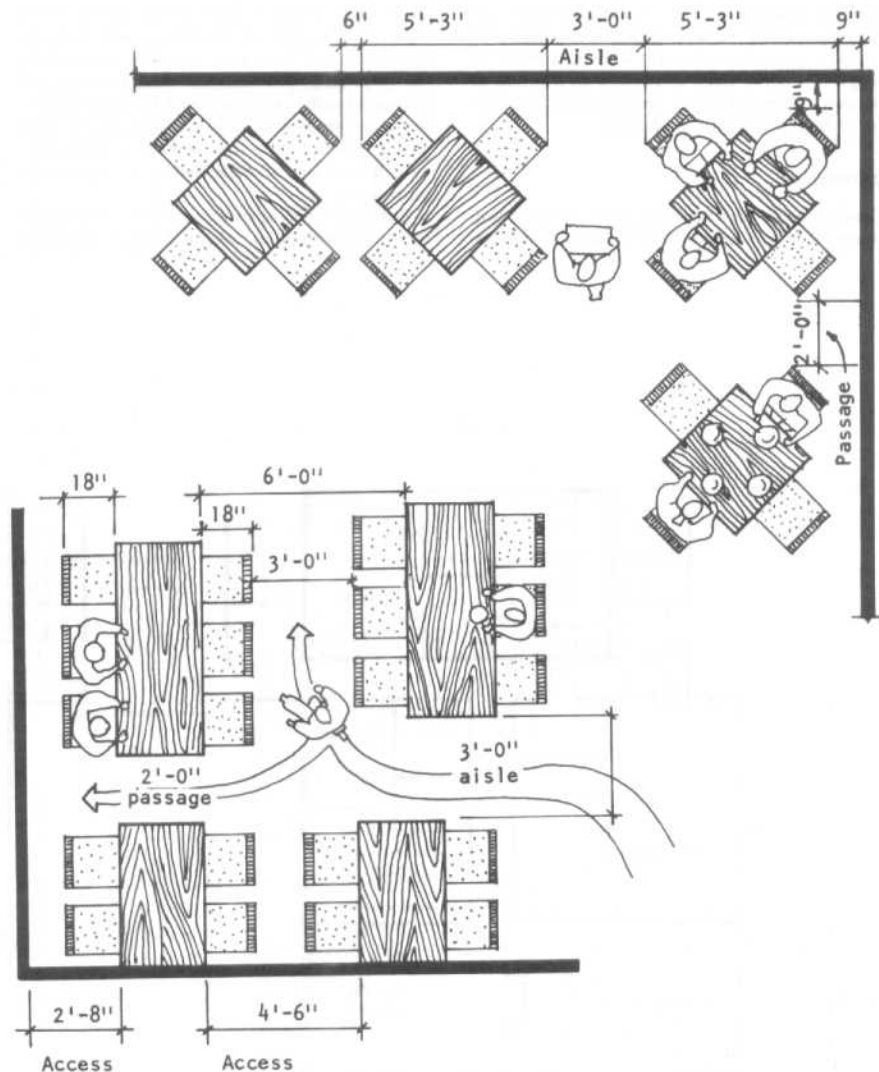 6" 5'-3" 3'-0" 5'-3" 9"
Aisle
9"
2'-0"
Passage
6'-0"
18"
18"
3'-0"
3'-0"
aisle
2'-0"
passage
2'-8" 4'-6"
Access Access